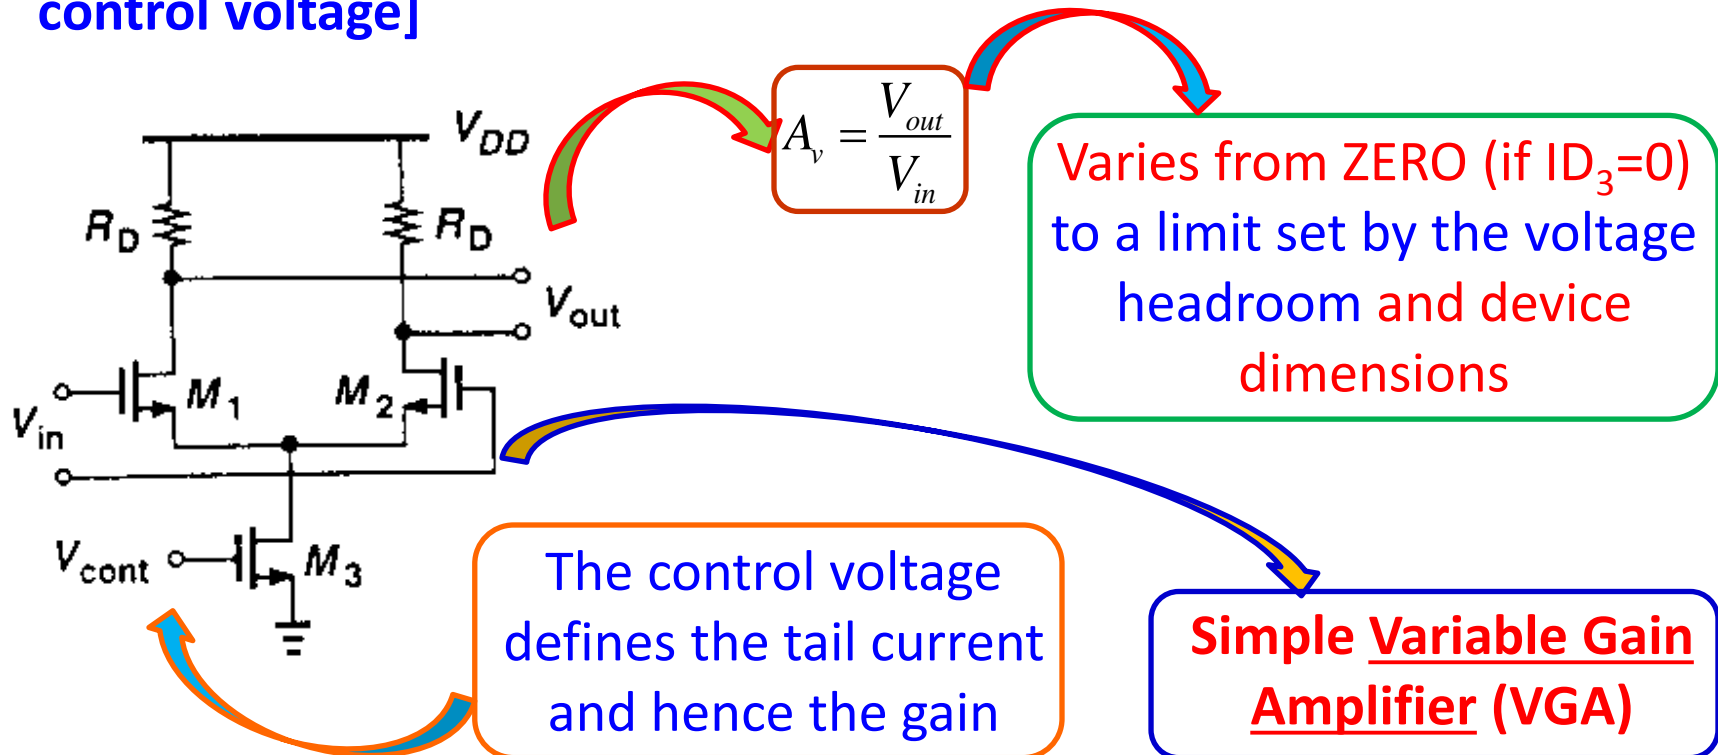 control voltage]
V_DD
R_D
R_D
V_out
M_1
M_2
V_in
V_cont
M_3
A_v = V_out / V_in
Varies from ZERO (if ID_3=0)
to a limit set by the voltage
headroom and device
dimensions
The control voltage
defines the tail current
and hence the gain
Simple Variable Gain
Amplifier (VGA)